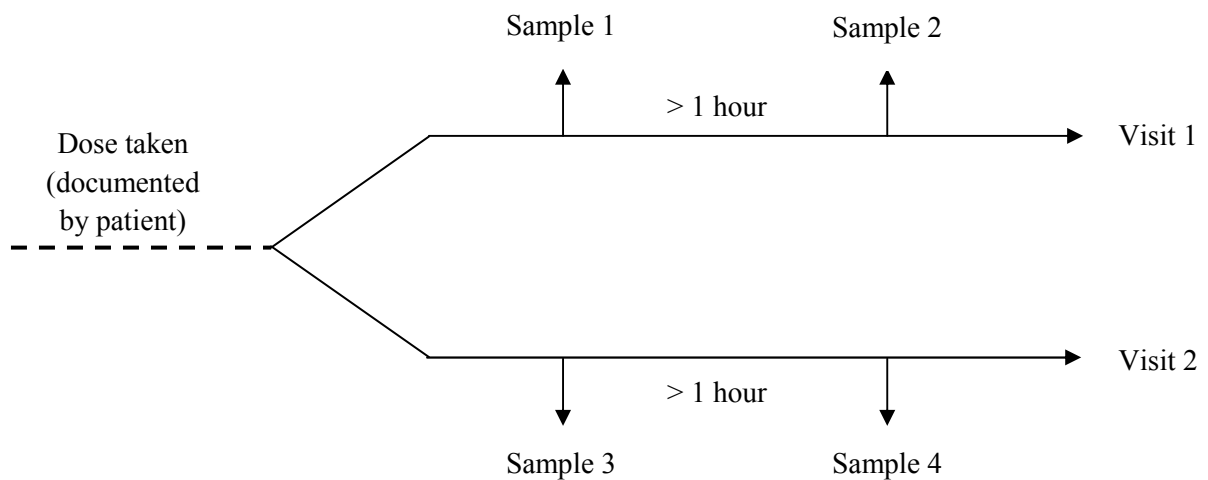 Sample 1
Sample 2
> 1 hour
Visit 1
Dose taken
(documented
by patient)
Visit 2
> 1 hour
Sample 3
Sample 4